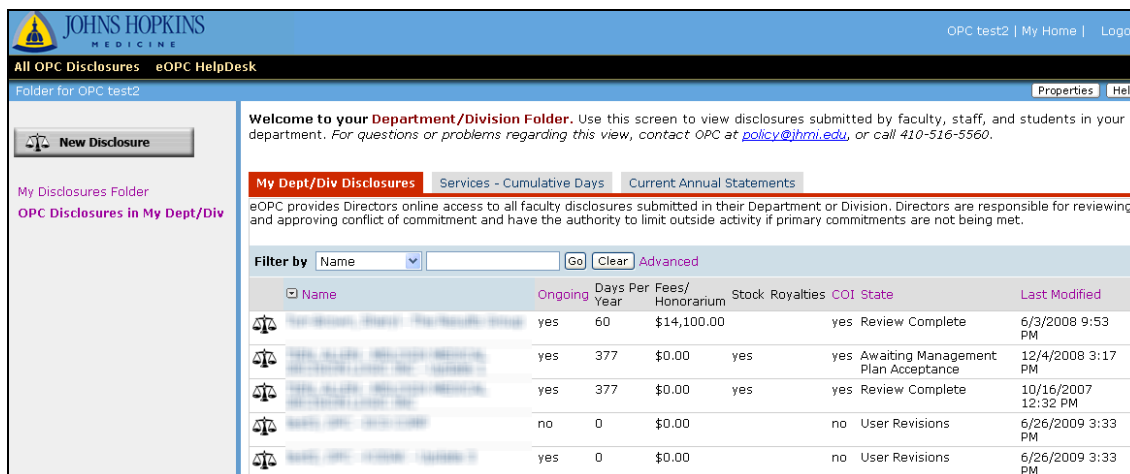 JOHNS HOPKINS
MEDICINE
OPC test2 | My Home | Logo
All OPC Disclosures eOPC HelpDesk
Folder for OPC test2
Properties Hel
New Disclosure
My Disclosures Folder
OPC Disclosures in My Dept/Div
Welcome to your Department/Division Folder. Use this screen to view disclosures submitted by faculty, staff, and students in your
department. For questions or problems regarding this view, contact OPC at policy@jhmi.edu, or call 410-516-5560.
My Dept/Div Disclosures Services - Cumulative Days Current Annual Statements
eOPC provides Directors online access to all faculty disclosures submitted in their Department or Division. Directors are responsible for reviewing
and approving conflict of commitment and have the authority to limit outside activity if primary commitments are not being met.
Filter by Name Go Clear Advanced
Name Ongoing Days Per Year Fees/ Honorarium Stock Royalties COI State Last Modified
yes 60 $14,100.00 yes Review Complete 6/3/2008 9:53 PM
yes 377 $0.00 yes yes Awaiting Management Plan Acceptance 12/4/2008 3:17 PM
yes 377 $0.00 yes yes Review Complete 10/16/2007 12:32 PM
no 0 $0.00 no User Revisions 6/26/2009 3:33 PM
yes 0 $0.00 no User Revisions 6/26/2009 3:33 PM